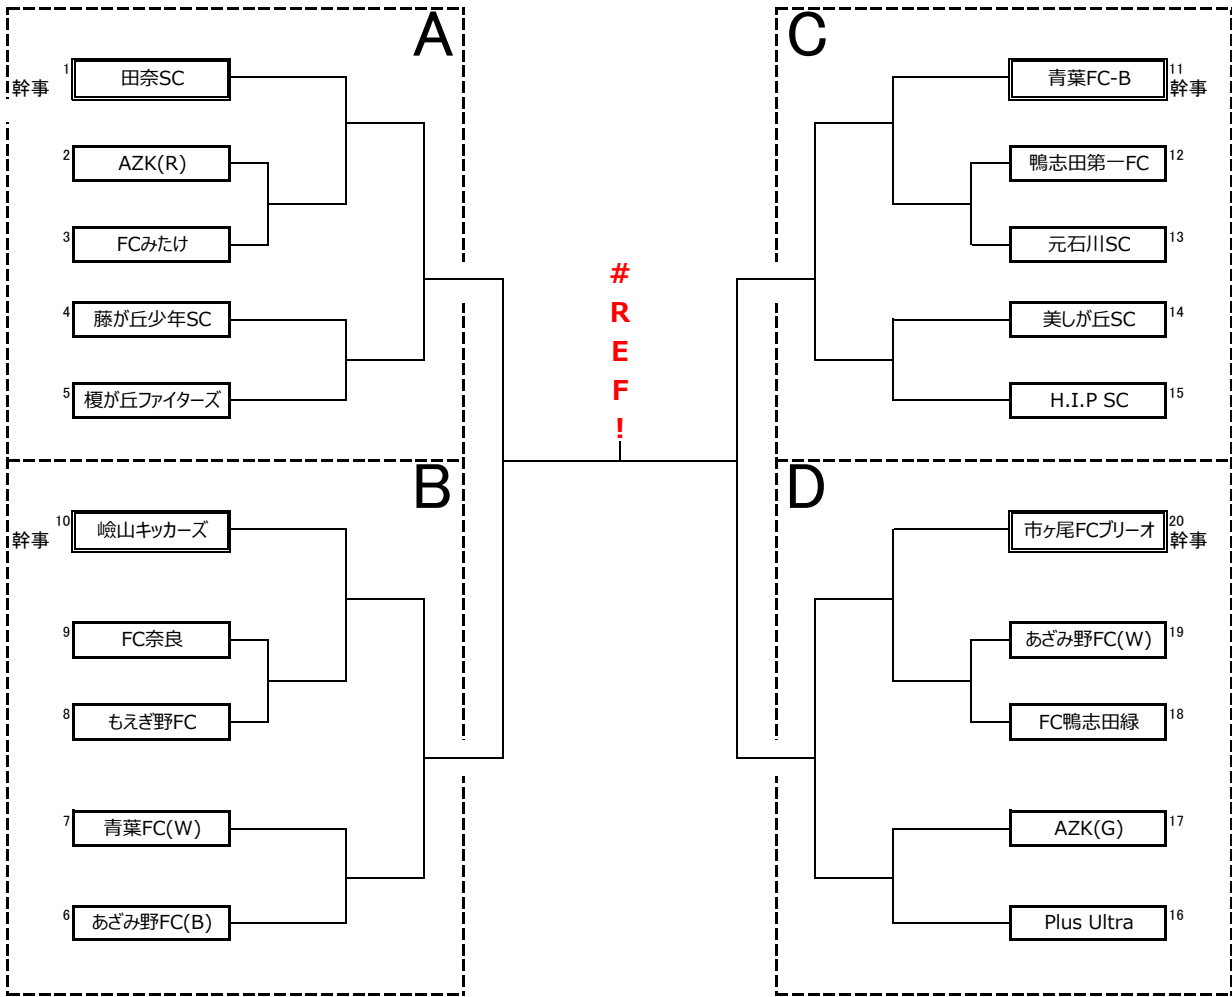 A
1
幹事
田奈SC
2
AZK(R)
3
FCみたけ
4
藤が丘少年SC
5
榎が丘ファイターズ
B
10
幹事
嶮山キッカーズ
9
FC奈良
8
もえぎ野FC
7
青葉FC(W)
6
あざみ野FC(B)
#
R
E
F
!
C
青葉FC-B
11
幹事
鴨志田第一FC
12
元石川SC
13
美しが丘SC
14
H.I.P SC
15
D
市ヶ尾FCブリーオ
20
幹事
あざみ野FC(W)
19
FC鴨志田緑
18
AZK(G)
17
Plus Ultra
16